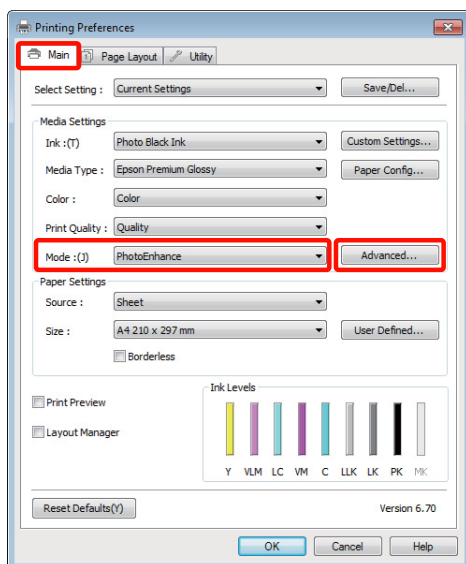 Printing Preferences
Main Page Layout Utility
Select Setting : Current Settings Save/Del...
Media Settings
Ink :(T) Photo Black Ink Custom Settings...
Media Type : Epson Premium Glossy Paper Config...
Color : Color
Print Quality : Quality
Mode :(J) PhotoEnhance Advanced...
Paper Settings
Source : Sheet
Size : A4 210 x 297 mm User Defined...
Borderless
Ink Levels
Print Preview
Layout Manager
Y VLM LC VM C LLK LK PK MK
Reset Defaults(Y) Version 6.70
OK Cancel Help